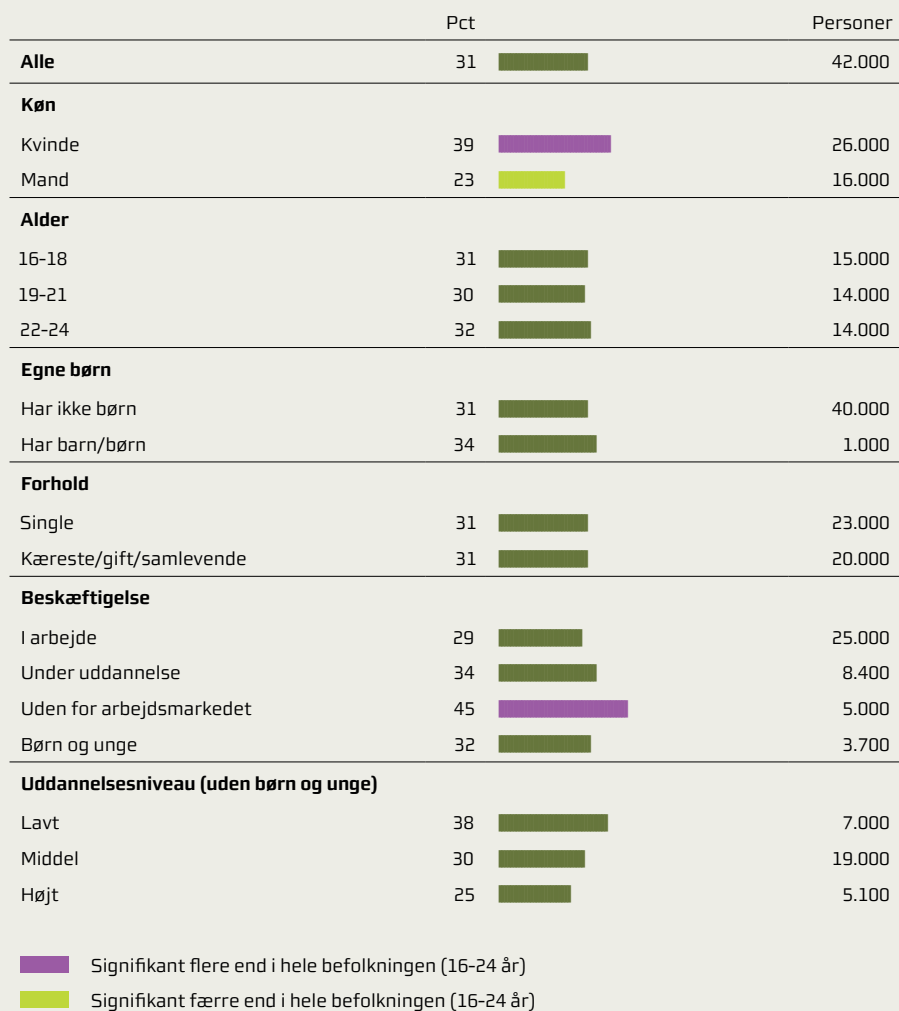 Pct Personer
Alle 31 42.000
Køn
Kvinde 39 26.000
Mand 23 16.000
Alder
16-18 31 15.000
19-21 30 14.000
22-24 32 14.000
Egne børn
Har ikke børn 31 40.000
Har barn/børn 34 1.000
Forhold
Single 31 23.000
Kæreste/gift/samlevende 31 20.000
Beskæftigelse
I arbejde 29 25.000
Under uddannelse 34 8.400
Uden for arbejdsmarkedet 45 5.000
Børn og unge 32 3.700
Uddannelsesniveau (uden børn og unge)
Lavt 38 7.000
Middel 30 19.000
Højt 25 5.100
Signifikant flere end i hele befolkningen (16-24 år)
Signifikant færre end i hele befolkningen (16-24 år)